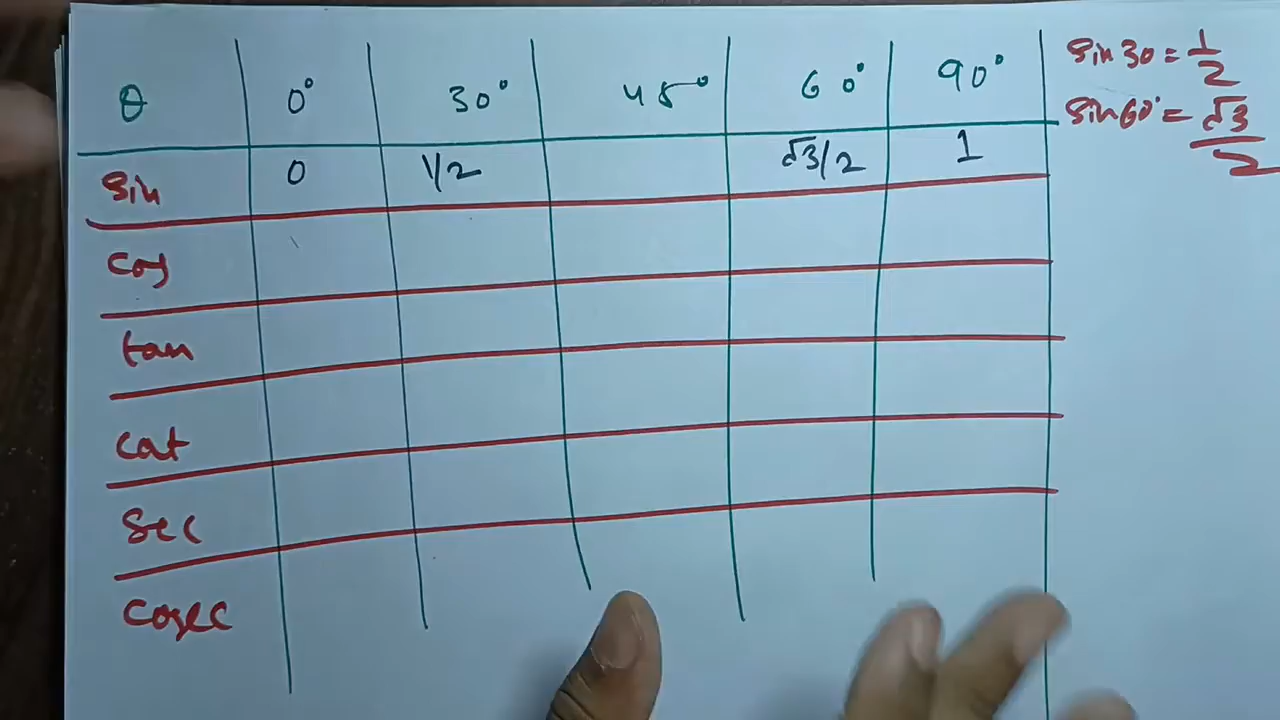 θ 0° 30° 45° 60° 90°
sin 0 1/2 √3/2 1
cos
tan
cat
sec
cosec
sin 30 = 1/2
sin 60° = √3/2